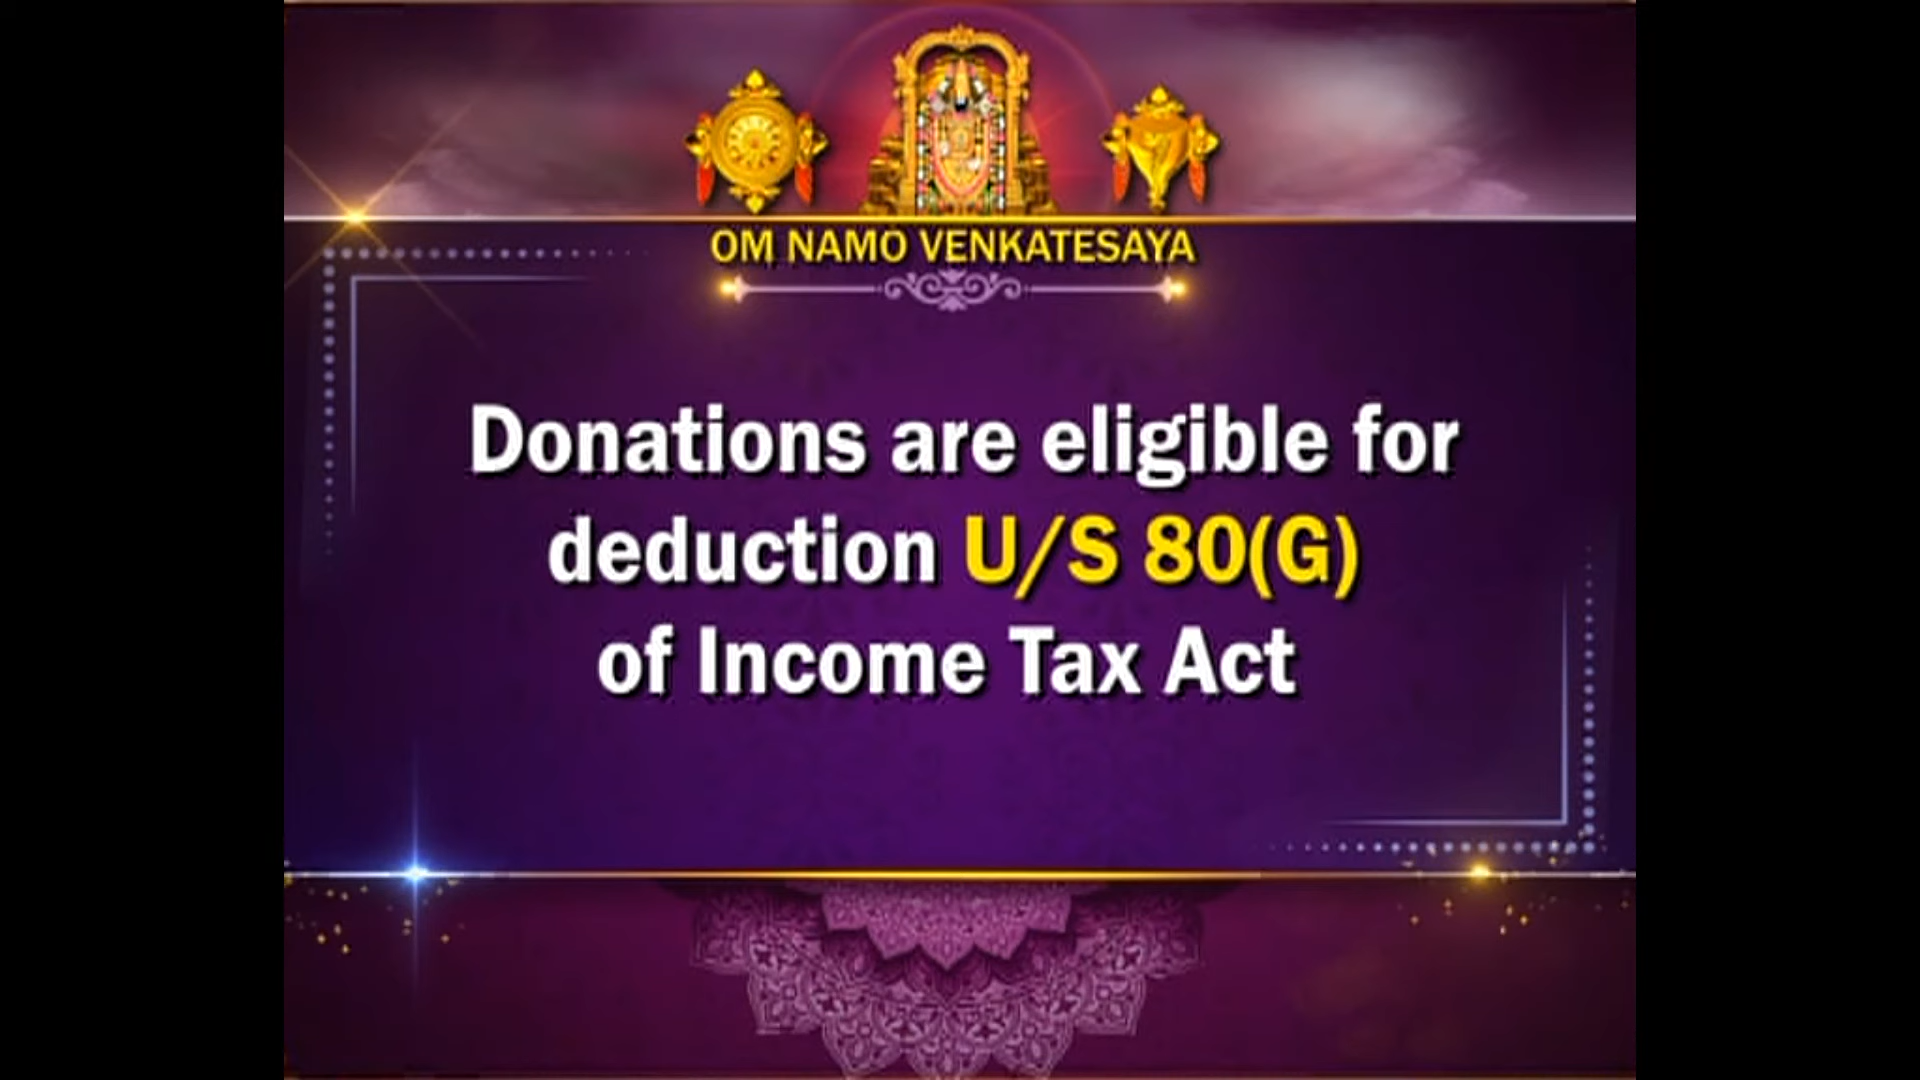 OM NAMO VENKATESAYA
Donations are eligible for
deduction U/S 80(G)
of Income Tax Act